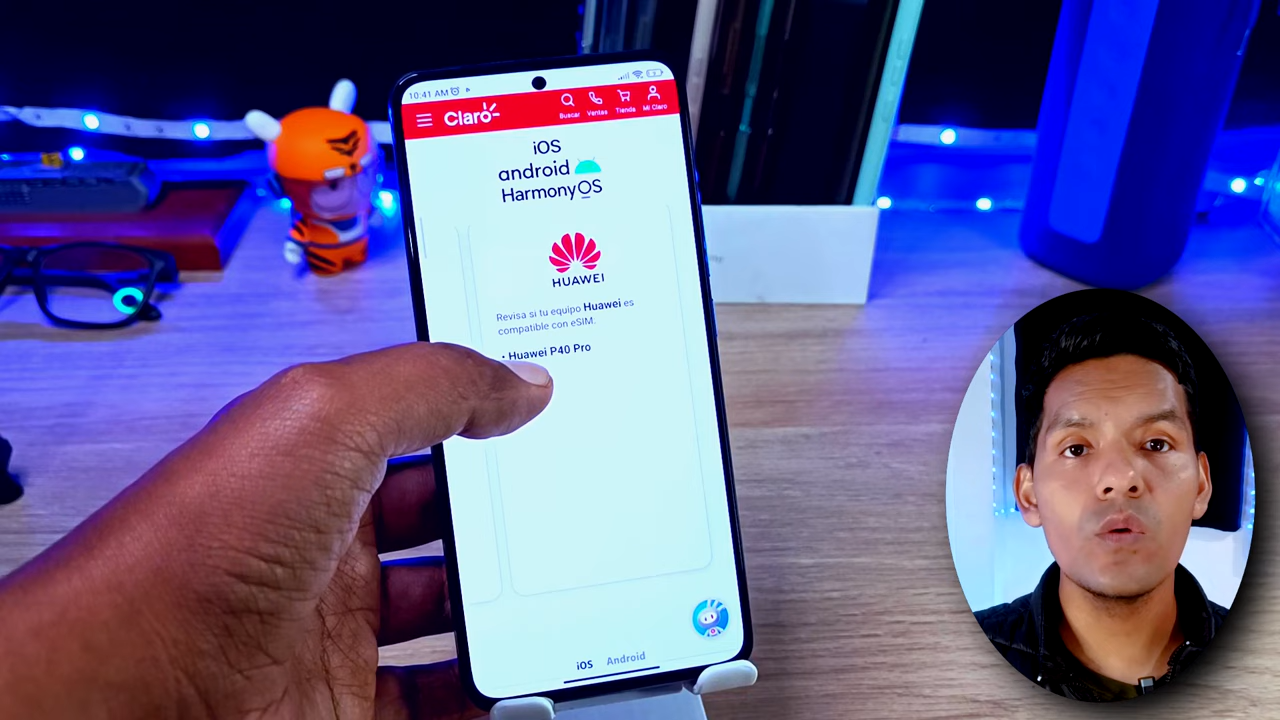 10:41 AM
Claro
Buscar Ventas Tienda Mi Claro
iOS
android
HarmonyOS
HUAWEI
Revisa si tu equipo Huawei es
compatible con eSIM.
• Huawei P40 Pro
iOS Android